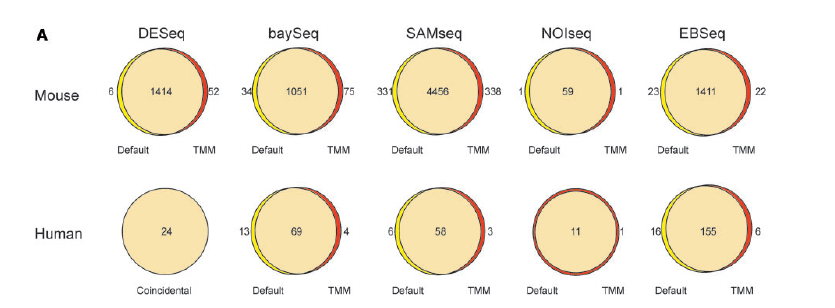 A
DESeq baySeq SAMseq NOIseq EBSeq
Mouse 6 1414 52 34 1051 75 331 4456 338 1 59 1 23 1411 22
Default TMM Default TMM Default TMM Default TMM Default TMM
Human 24 13 69 4 6 58 3 11 1 16 155 6
Coincidental Default TMM Default TMM Default TMM Default TMM